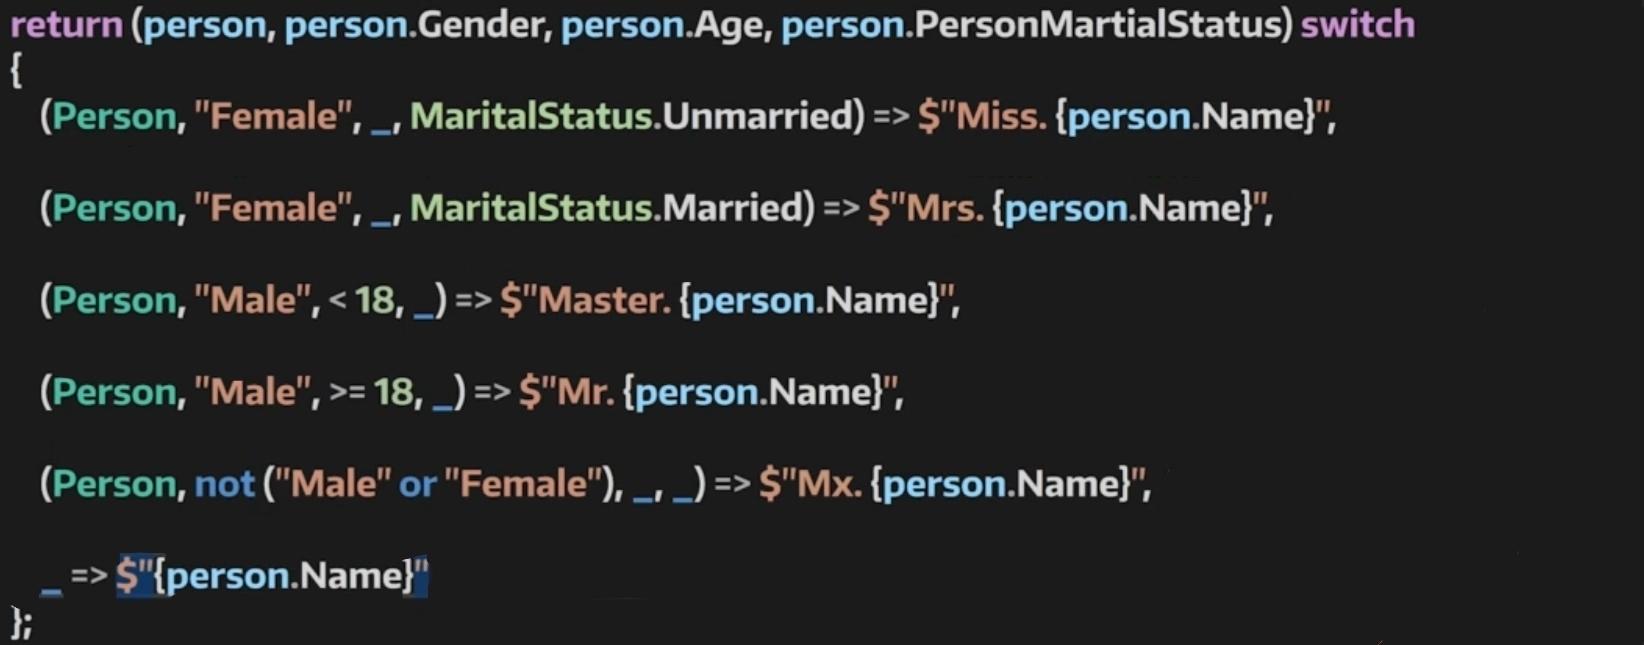 return (person, person.Gender, person.Age, person.PersonMartialStatus) switch
{
(Person, "Female", _, MaritalStatus.Unmarried) => $"Miss. {person.Name}",
(Person, "Female", _, MaritalStatus.Married) => $"Mrs. {person.Name}",
(Person, "Male", < 18, _) => $"Master. {person.Name}",
(Person, "Male", >= 18, _) => $"Mr. {person.Name}",
(Person, not ("Male" or "Female"), _, _) => $"Mx. {person.Name}",
_ => $"{person.Name}"
};